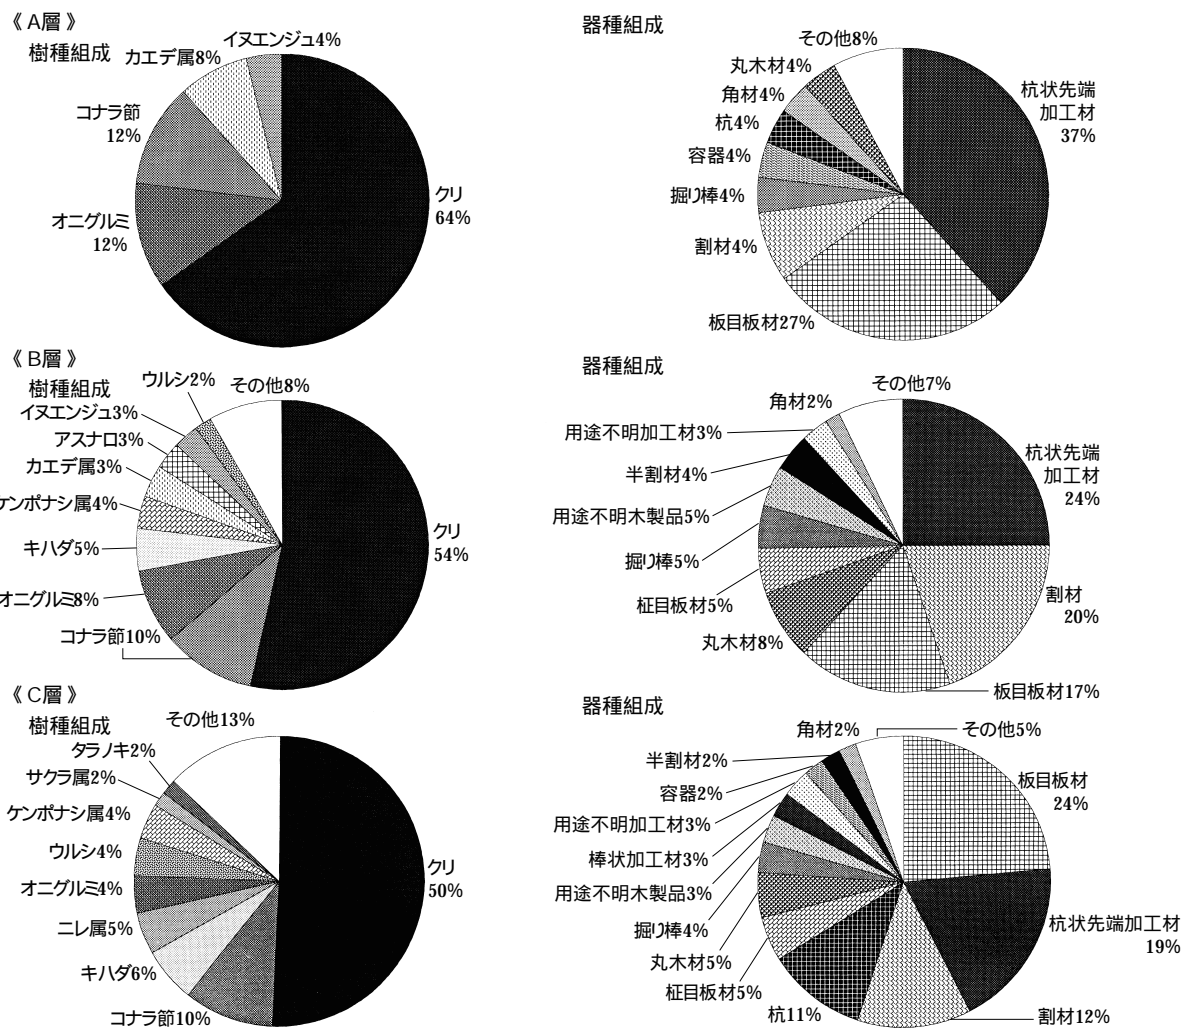 《 A層 》
樹種組成
イヌエンジュ4%
カエデ属8%
コナラ節
12%
オニグルミ
12%
クリ
64%
器種組成
その他8%
丸木材4%
角材4%
杭4%
容器4%
掘り棒4%
割材4%
板目板材27%
杭状先端
加工材
37%
《 B層 》
樹種組成
ウルシ2%
その他8%
イヌエンジュ3%
アスナロ3%
カエデ属3%
ケンポナシ属4%
キハダ5%
オニグルミ8%
コナラ節10%
クリ
54%
器種組成
その他7%
角材2%
用途不明加工材3%
半割材4%
用途不明木製品5%
掘り棒5%
柾目板材5%
丸木材8%
杭状先端
加工材
24%
割材
20%
板目板材17%
《 C層 》
樹種組成
その他13%
タラノキ2%
サクラ属2%
ケンポナシ属4%
ウルシ4%
オニグルミ4%
ニレ属5%
キハダ6%
コナラ節10%
クリ
50%
器種組成
角材2%
その他5%
半割材2%
容器2%
用途不明加工材3%
棒状加工材3%
用途不明木製品3%
掘り棒4%
丸木材5%
柾目板材5%
杭11%
板目板材
24%
杭状先端加工材
19%
割材12%